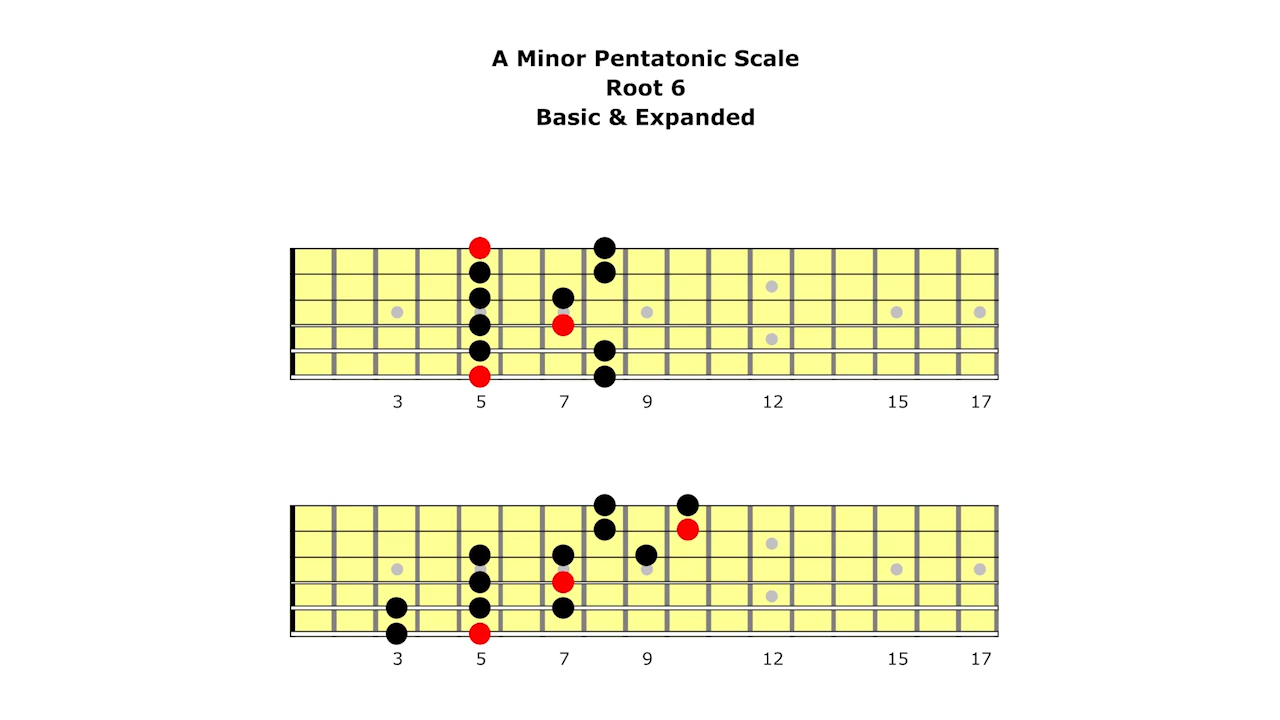 A Minor Pentatonic Scale
Root 6
Basic & Expanded
3 5 7 9 12 15 17
3 5 7 9 12 15 17